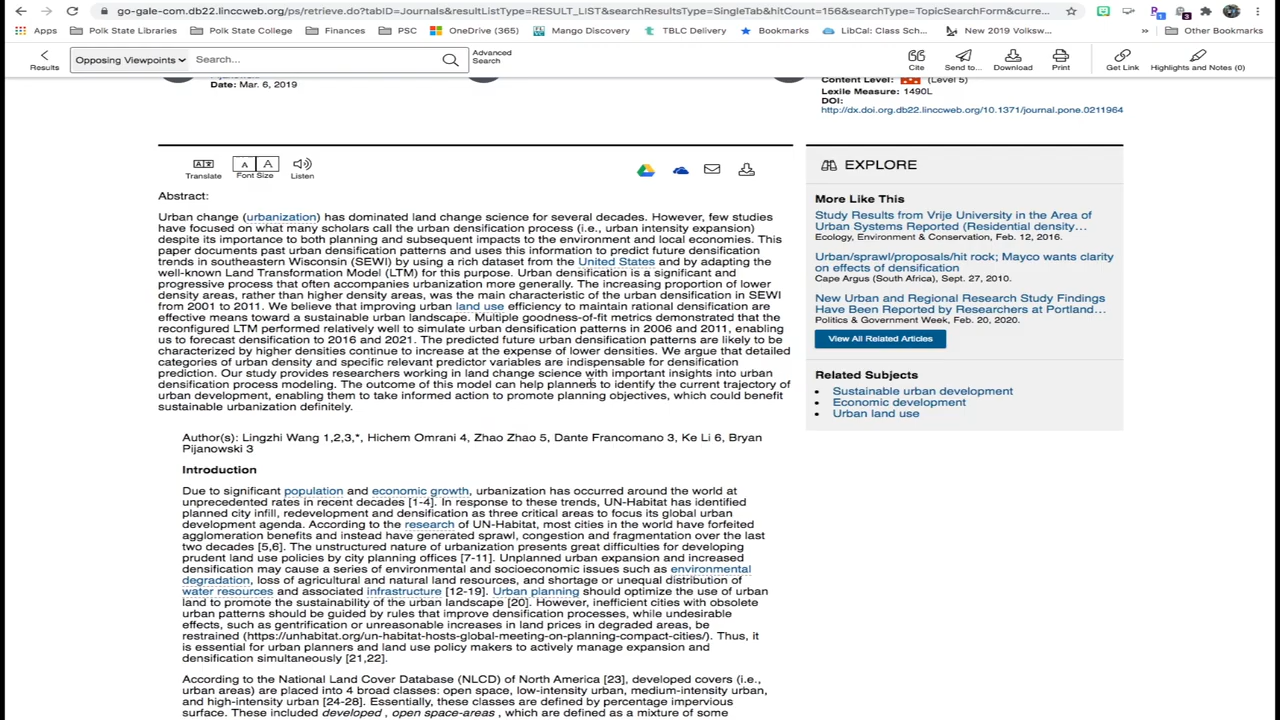 go-gale-com.db22.linccweb.org/ps/retrieve.do?tabID=Journals&resultListType=RESULT_LIST&searchResultsType=SingleTab&hitCount=156&searchType=TopicSearchForm&curre...
Apps Polk State Libraries Polk State College Finances PSC OneDrive (365) Mango Discovery TBLC Delivery Bookmarks LibCal: Class Sch... New 2019 Volksw... » Other Bookmarks
Results Opposing Viewpoints Search... Advanced Search Cite Send to... Download Print Get Link Highlights and Notes (0)
Date: Mar. 6, 2019
Content Level: (Level 5)
Lexile Measure: 1490L
DOI:
http://dx.doi.org.db22.linccweb.org/10.1371/journal.pone.0211964
Translate Font Size Listen
A A
Abstract:
Urban change (urbanization) has dominated land change science for several decades. However, few studies
have focused on what many scholars call the urban densification process (i.e., urban intensity expansion)
despite its importance to both planning and subsequent impacts to the environment and local economies. This
paper documents past urban densification patterns and uses this information to predict future densification
trends in southeastern Wisconsin (SEWI) by using a rich dataset from the United States and by adapting the
well-known Land Transformation Model (LTM) for this purpose. Urban densification is a significant and
progressive process that often accompanies urbanization more generally. The increasing proportion of lower
density areas, rather than higher density areas, was the main characteristic of the urban densification in SEWI
from 2001 to 2011. We believe that improving urban land use efficiency to maintain rational densification are
effective means toward a sustainable urban landscape. Multiple goodness-of-fit metrics demonstrated that the
reconfigured LTM performed relatively well to simulate urban densification patterns in 2006 and 2011, enabling
us to forecast densification to 2016 and 2021. The predicted future urban densification patterns are likely to be
characterized by higher densities continue to increase at the expense of lower densities. We argue that detailed
categories of urban density and specific relevant predictor variables are indispensable for densification
prediction. Our study provides researchers working in land change science with important insights into urban
densification process modeling. The outcome of this model can help planners to identify the current trajectory of
urban development, enabling them to take informed action to promote planning objectives, which could benefit
sustainable urbanization definitely.
Author(s): Lingzhi Wang 1,2,3,*, Hichem Omrani 4, Zhao Zhao 5, Dante Francomano 3, Ke Li 6, Bryan
Pijanowski 3
Introduction
Due to significant population and economic growth, urbanization has occurred around the world at
unprecedented rates in recent decades [1-4]. In response to these trends, UN-Habitat has identified
planned city infill, redevelopment and densification as three critical areas to focus its global urban
development agenda. According to the research of UN-Habitat, most cities in the world have forfeited
agglomeration benefits and instead have generated sprawl, congestion and fragmentation over the last
two decades [5,6]. The unstructured nature of urbanization presents great difficulties for developing
prudent land use policies by city planning offices [7-11]. Unplanned urban expansion and increased
densification may cause a series of environmental and socioeconomic issues such as environmental
degradation, loss of agricultural and natural land resources, and shortage or unequal distribution of
water resources and associated infrastructure [12-19]. Urban planning should optimize the use of urban
land to promote the sustainability of the urban landscape [20]. However, inefficient cities with obsolete
urban patterns should be guided by rules that improve densification processes, while undesirable
effects, such as gentrification or unreasonable increases in land prices in degraded areas, be
restrained (https://unhabitat.org/un-habitat-hosts-global-meeting-on-planning-compact-cities/). Thus, it
is essential for urban planners and land use policy makers to actively manage expansion and
densification simultaneously [21,22].
According to the National Land Cover Database (NLCD) of North America [23], developed covers (i.e.,
urban areas) are placed into 4 broad classes: open space, low-intensity urban, medium-intensity urban,
and high-intensity urban [24-28]. Essentially, these classes are defined by percentage impervious
surface. These included developed , open space-areas , which are defined as a mixture of some
EXPLORE
More Like This
Study Results from Vrije University in the Area of
Urban Systems Reported (Residential density...
Ecology, Environment & Conservation, Feb. 12, 2016.
Urban/sprawl/proposals/hit rock; Mayco wants clarity
on effects of densification
Cape Argus (South Africa), Sept. 27, 2010.
New Urban and Regional Research Study Findings
Have Been Reported by Researchers at Portland...
Politics & Government Week, Feb. 20, 2020.
View All Related Articles
Related Subjects
• Sustainable urban development
• Economic development
• Urban land use